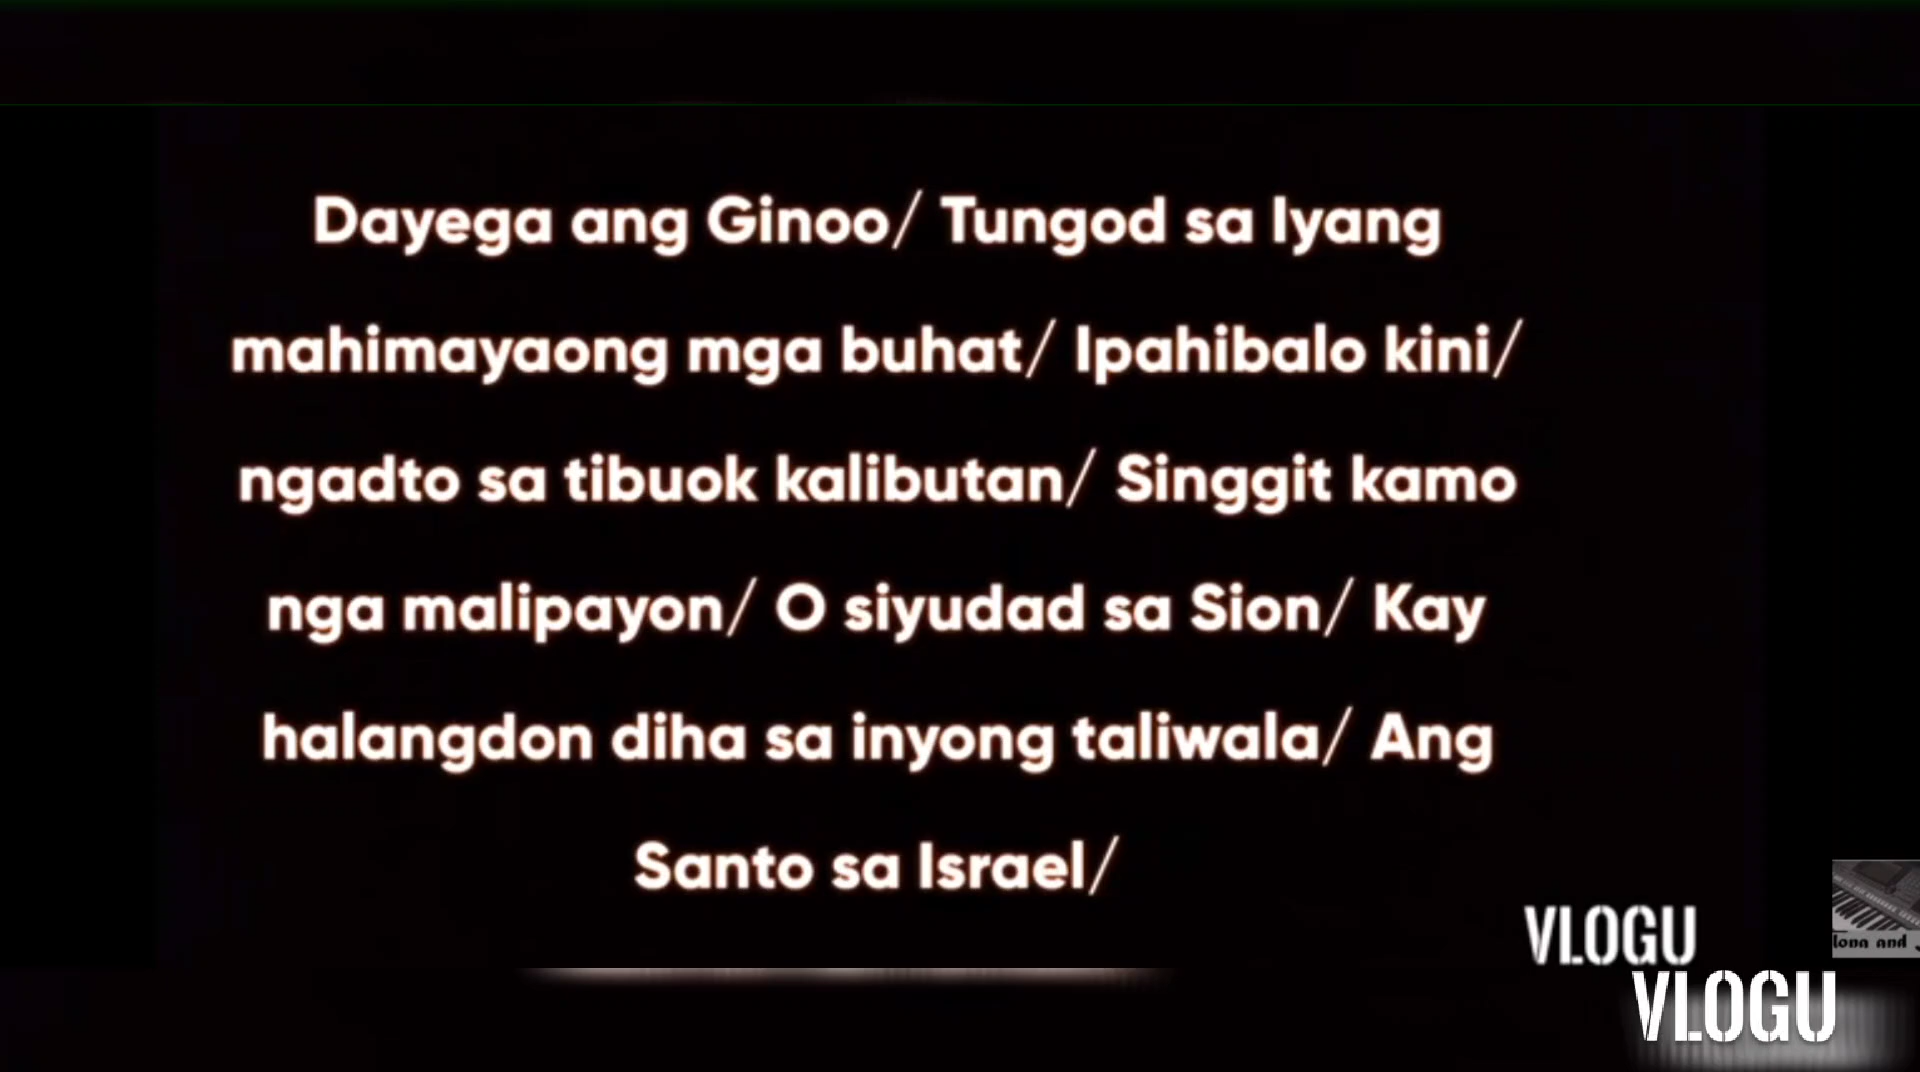 Dayega ang Ginoo/ Tungod sa Iyang
mahimayaong mga buhat/ Ipahibalo kini/
ngadto sa tibuok kalibutan/ Singgit kamo
nga malipayon/ O siyudad sa Sion/ Kay
halangdon diha sa inyong taliwala/ Ang
Santo sa Israel/
VLOGU
and
VLOGU